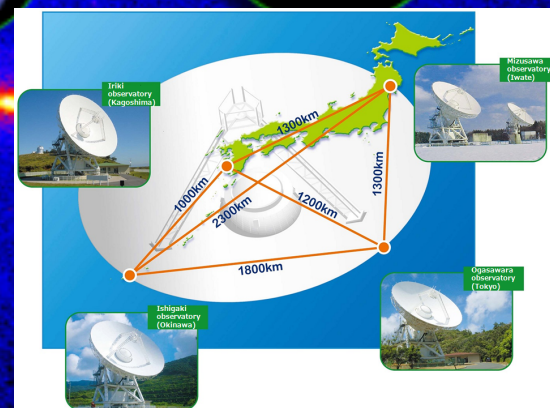 Iriki
observatory
(Kagoshima)
Mizusawa
observatory
(Iwate)
1300km
1000km
2300km
1200km
1300km
1800km
Ishigaki
observatory
(Okinawa)
Ogasawara
observatory
(Tokyo)